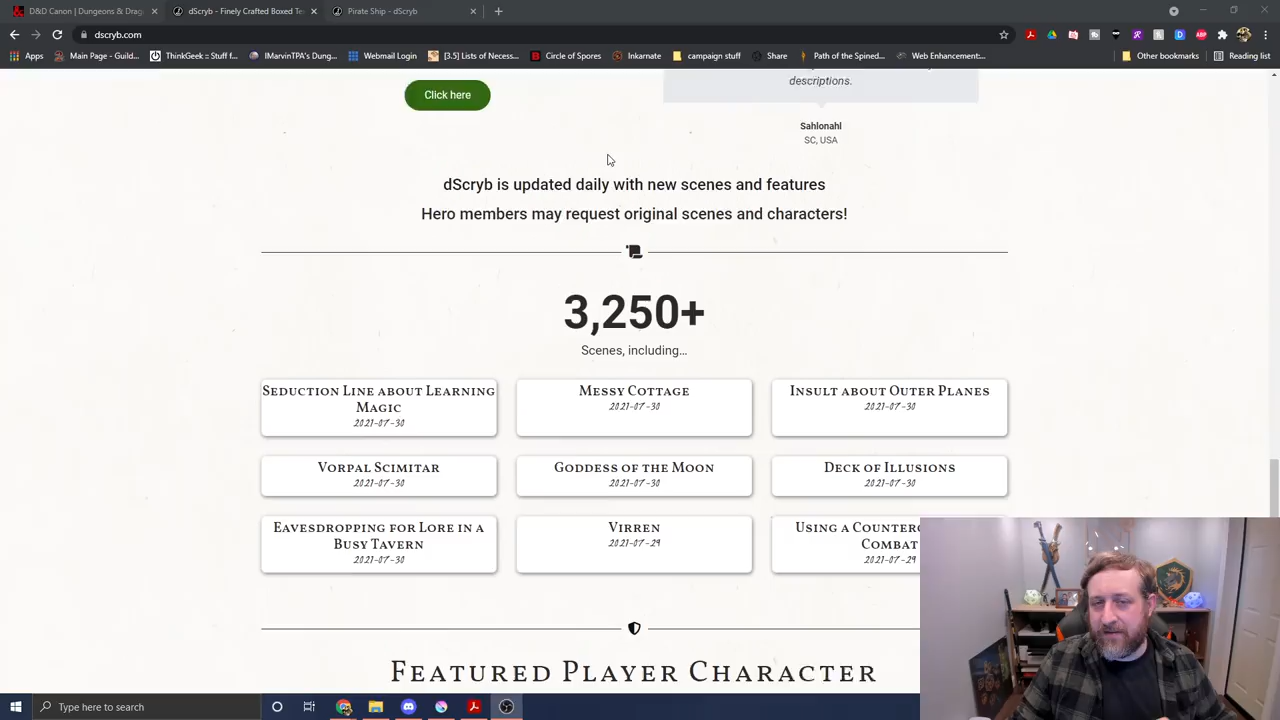 D&D Canon | Dungeons & Drag
dScryb - Finely Crafted Boxed Te
Pirate Ship - dScryb
dscryb.com
Apps
Main Page - Guild...
ThinkGeek :: Stuff f...
IMarvinTPA's Dung...
Webmail Login
[3.5] Lists of Necess...
Circle of Spores
Inkarnate
campaign stuff
Share
Path of the Spined...
Web Enhancement:...
Other bookmarks
Reading list
descriptions.
Click here
Sahlonahl
SC, USA
dScryb is updated daily with new scenes and features
Hero members may request original scenes and characters!
3,250+
Scenes, including...
Seduction Line about Learning
Magic
2021-07-30
Messy Cottage
2021-07-30
Insult about Outer Planes
2021-07-30
Vorpal Scimitar
2021-07-30
Goddess of the Moon
2021-07-30
Deck of Illusions
2021-07-30
Eavesdropping for Lore in a
Busy Tavern
2021-07-30
Virren
2021-07-29
Using a Counterc
Combat
2021-07-29
Featured Player Character
Type here to search